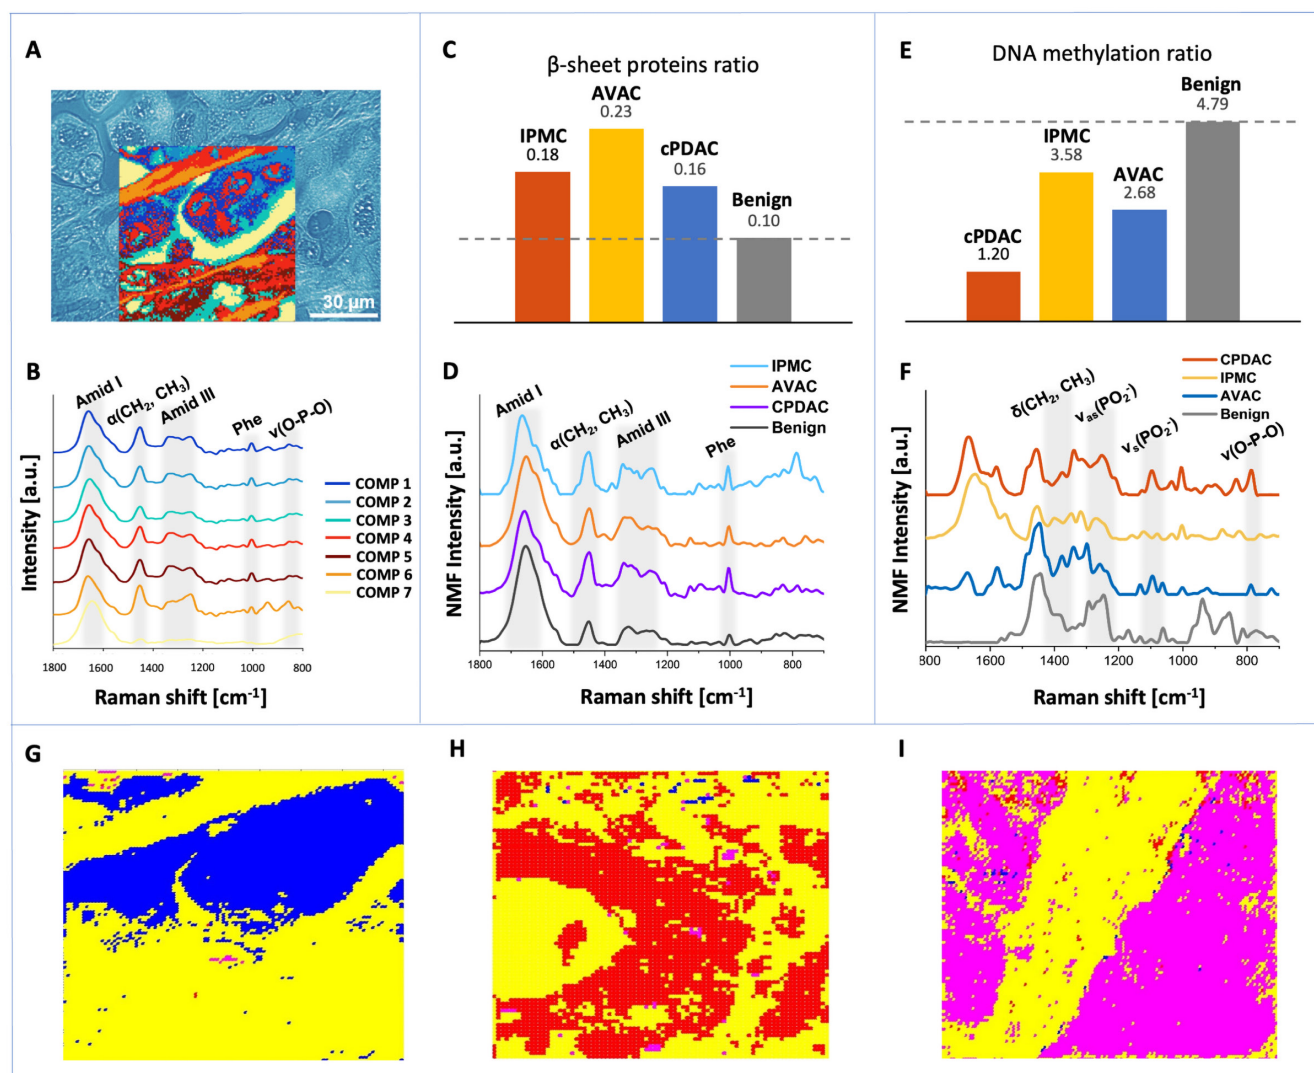 A
30 µm
B
Amid I
α(CH₂, CH₃)
Amid III
Phe
ν(O-P-O)
Intensity [a.u.]
COMP 1
COMP 2
COMP 3
COMP 4
COMP 5
COMP 6
COMP 7
1800 1600 1400 1200 1000 800
Raman shift [cm⁻¹]
C
β-sheet proteins ratio
IPMC
0.18
AVAC
0.23
cPDAC
0.16
Benign
0.10
D
IPMC
AVAC
CPDAC
Benign
Amid I
α(CH₂, CH₃)
Amid III
Phe
NMF Intensity [a.u.]
1800 1600 1400 1200 1000 800
Raman shift [cm⁻¹]
E
DNA methylation ratio
cPDAC
1.20
IPMC
3.58
AVAC
2.68
Benign
4.79
F
CPDAC
IPMC
AVAC
Benign
δ(CH₂, CH₃)
νas(PO₂⁻)
νs(PO₂⁻)
ν(O-P-O)
NMF Intensity [a.u.]
800 1600 1400 1200 1000 800
Raman shift [cm⁻¹]
G
H
I